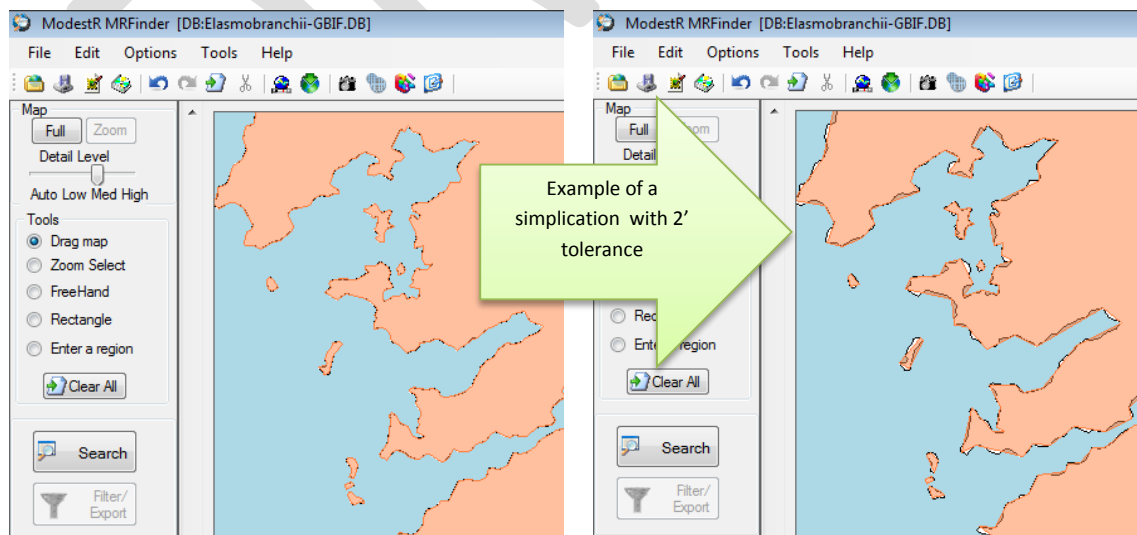 ModestR MRFinder [DB:Elasmobranchii-GBIF.DB]
File Edit Options Tools Help
Map
Full Zoom
Detail Level
Auto Low Med High
Tools
Drag map
Zoom Select
FreeHand
Rectangle
Enter a region
Clear All
Search
Filter/
Export
Example of a
simplication with 2’
tolerance
ModestR MRFinder [DB:Elasmobranchii-GBIF.DB]
File Edit Options Tools Help
Map
Full
Detail
Enter a region
Clear All
Search
Filter/
Export